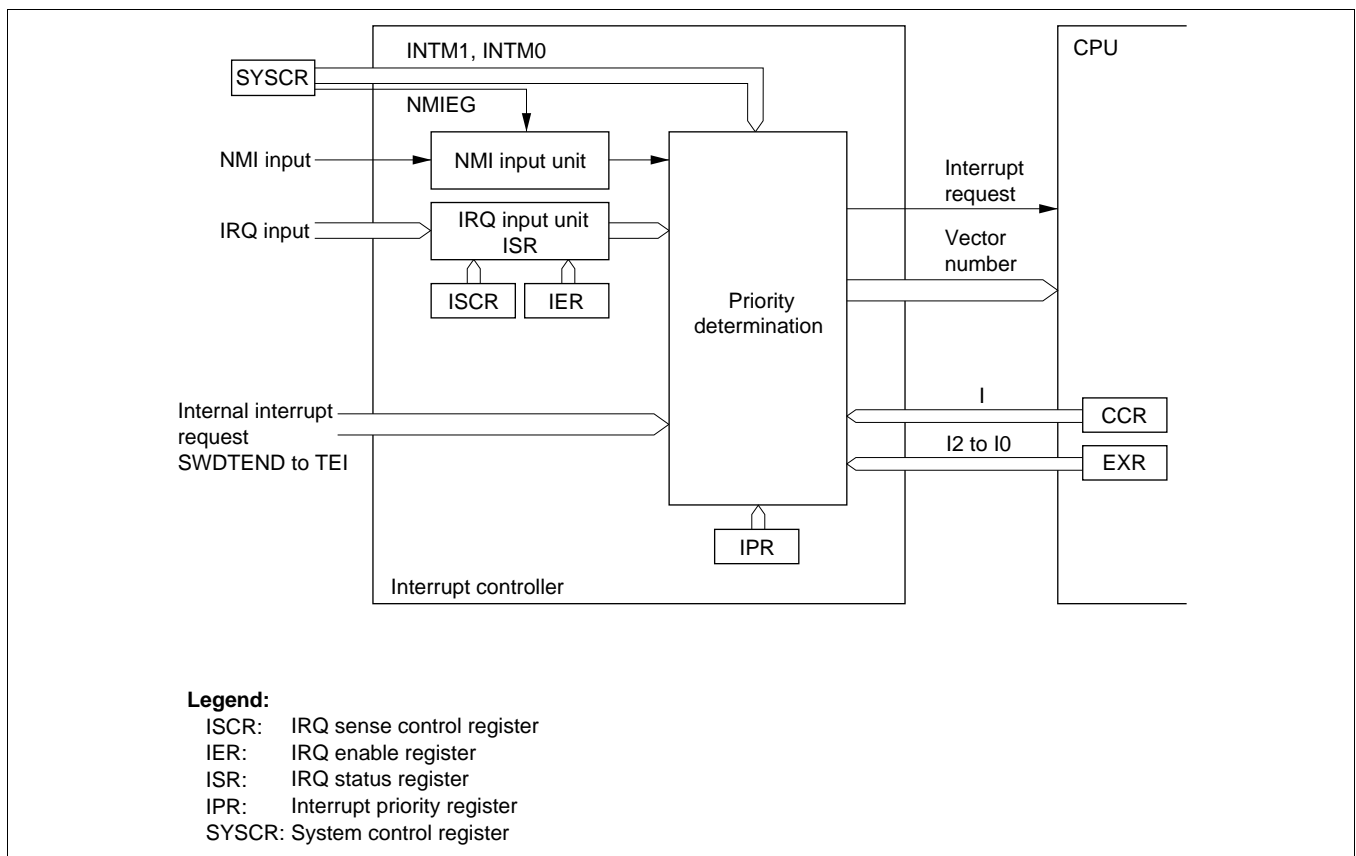 INTM1, INTM0
CPU
SYSCR
NMIEG
NMI input
NMI input unit
Interrupt
request
IRQ input
IRQ input unit
ISR
Vector
number
ISCR
IER
Priority
determination
Internal interrupt
request
SWDTEND to TEI
I
CCR
I2 to I0
EXR
IPR
Interrupt controller
Legend:
ISCR: IRQ sense control register
IER: IRQ enable register
ISR: IRQ status register
IPR: Interrupt priority register
SYSCR: System control register